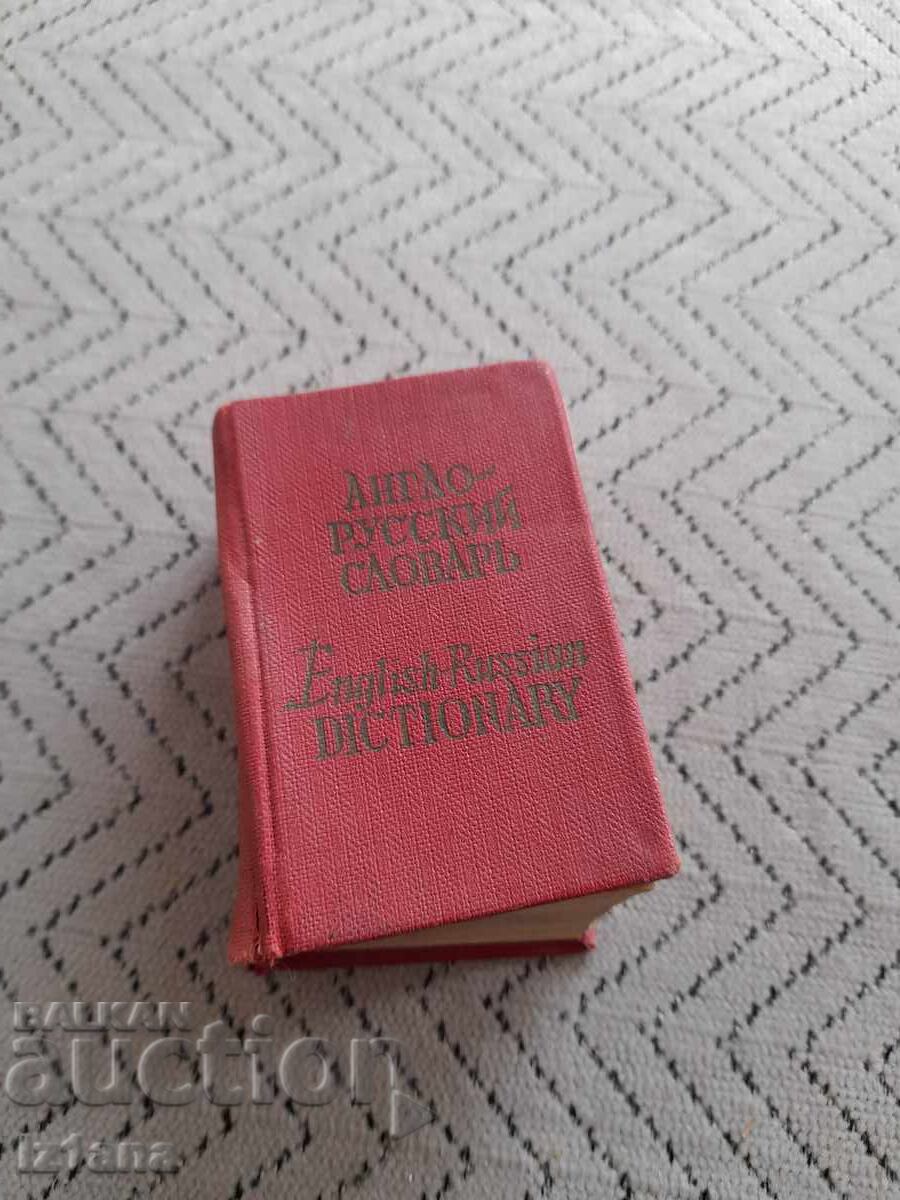 АНГЛО-
РУССКИЙ
СЛОВАРЬ
English-Russian
DICTIONARY
BALKAN
auction
iz1ana